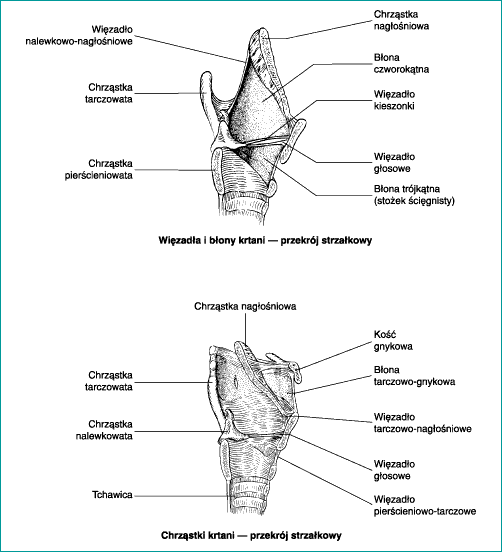 Więzadło
nalewkowo-nagłośniowe
Chrząstka
tarczowata
Chrząstka
pierścieniowata
Chrząstka
nagłośniowa
Błona
czworokątna
Więzadło
kieszonki
Więzadło
głosowe
Błona trójkątna
(stożek ścięgnisty)
Więzadła i błony krtani — przekrój strzałkowy
Chrząstka nagłośniowa
Chrząstka
tarczowata
Chrząstka
nalewkowata
Tchawica
Kość
gnykowa
Błona
tarczowo-gnykowa
Więzadło
tarczowo-nagłośniowe
Więzadło
głosowe
Więzadło
pierścieniowo-tarczowe
Chrząstki krtani — przekrój strzałkowy